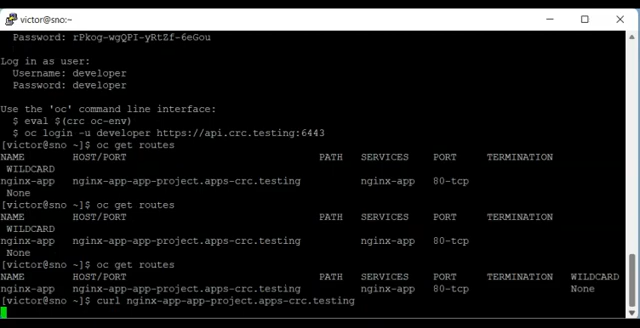 victor@sno:~
Password: rPkog-wgQPI-yRtZf-6eGou
Log in as user:
Username: developer
Password: developer
Use the 'oc' command line interface:
$ eval $(crc oc-env)
$ oc login -u developer https://api.crc.testing:6443
[victor@sno ~]$ oc get routes
NAME HOST/PORT PATH SERVICES PORT TERMINATION
WILDCARD
nginx-app nginx-app-app-project.apps-crc.testing nginx-app 80-tcp
None
[victor@sno ~]$ oc get routes
NAME HOST/PORT PATH SERVICES PORT TERMINATION
WILDCARD
nginx-app nginx-app-app-project.apps-crc.testing nginx-app 80-tcp
None
[victor@sno ~]$ oc get routes
NAME HOST/PORT PATH SERVICES PORT TERMINATION WILDCARD
nginx-app nginx-app-app-project.apps-crc.testing nginx-app 80-tcp None
[victor@sno ~]$ curl nginx-app-app-project.apps-crc.testing